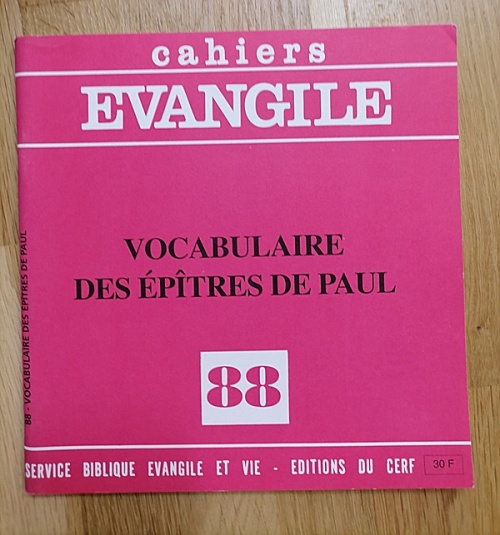 cahiers
EVANGILE
VOCABULAIRE
DES ÉPÎTRES DE PAUL
88
88 - VOCABULAIRE DES ÉPITRES DE PAUL
SERVICE BIBLIQUE EVANGILE ET VIE - EDITIONS DU CERF
30 F